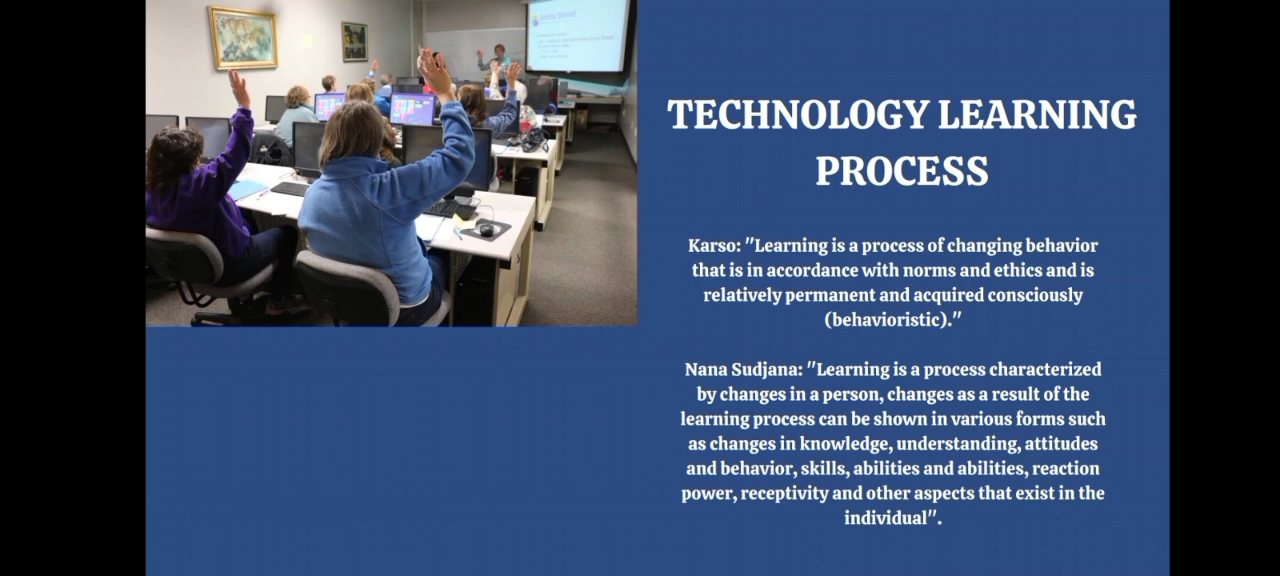 Getting Started
TECHNOLOGY LEARNING
PROCESS
Karso: "Learning is a process of changing behavior
that is in accordance with norms and ethics and is
relatively permanent and acquired consciously
(behavioristic)."
Nana Sudjana: "Learning is a process characterized
by changes in a person, changes as a result of the
learning process can be shown in various forms such
as changes in knowledge, understanding, attitudes
and behavior, skills, abilities and abilities, reaction
power, receptivity and other aspects that exist in the
individual".